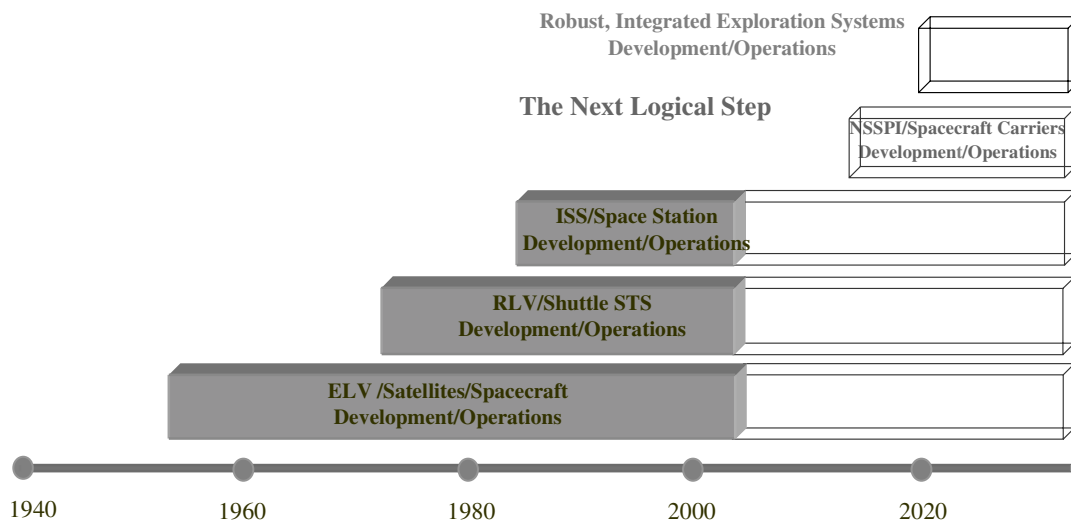 Robust, Integrated Exploration Systems
Development/Operations
The Next Logical Step
NSSPI/Spacecraft Carriers
Development/Operations
ISS/Space Station
Development/Operations
RLV/Shuttle STS
Development/Operations
ELV /Satellites/Spacecraft
Development/Operations
1940 1960 1980 2000 2020